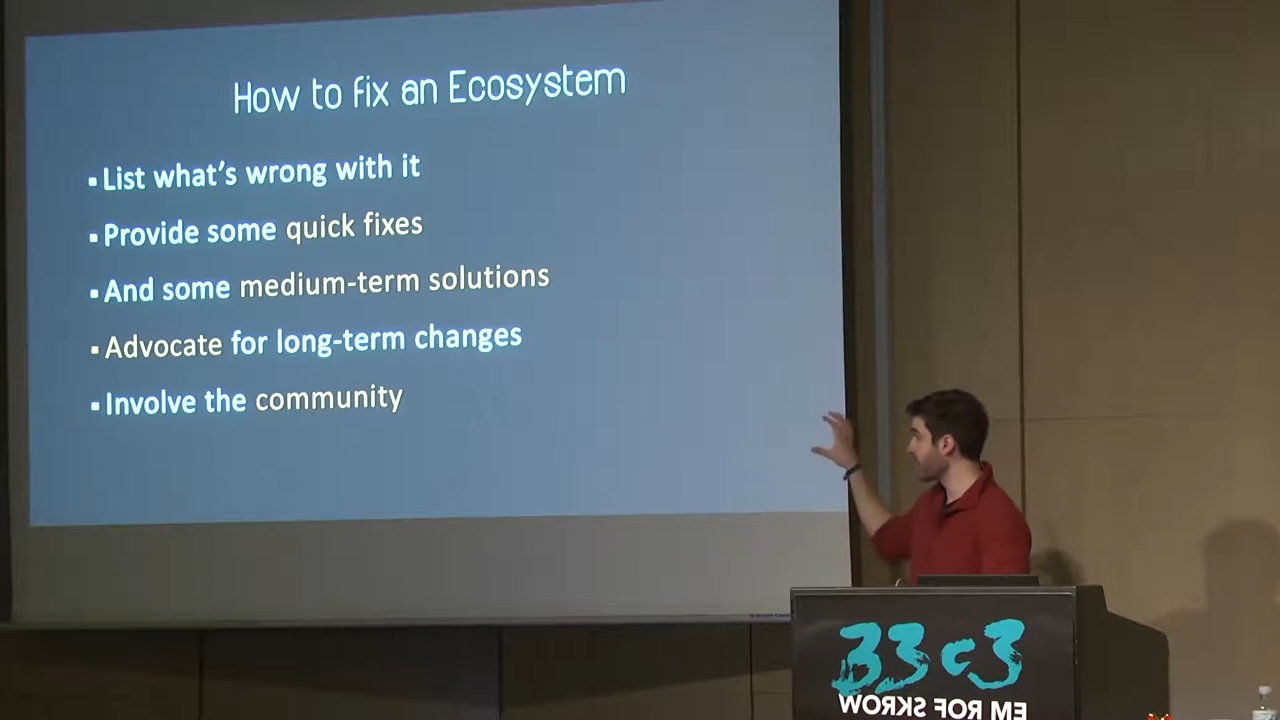 How to fix an Ecosystem
▪ List what's wrong with it
▪ Provide some quick fixes
▪ And some medium-term solutions
▪ Advocate for long-term changes
▪ Involve the community
33c3
WORKS FOR ME